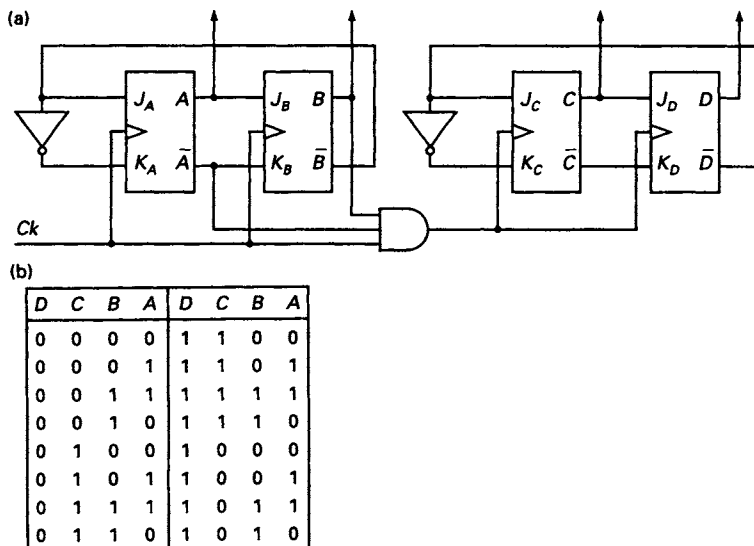 (a)
J_A A J_B B J_C C J_D D
K_A A̅ K_B B̅ K_C C̅ K_D D̅
Ck
(b)
D C B A D C B A
0 0 0 0 1 1 0 0
0 0 0 1 1 1 0 1
0 0 1 1 1 1 1 1
0 0 1 0 1 1 1 0
0 1 0 0 1 0 0 0
0 1 0 1 1 0 0 1
0 1 1 1 1 0 1 1
0 1 1 0 1 0 1 0